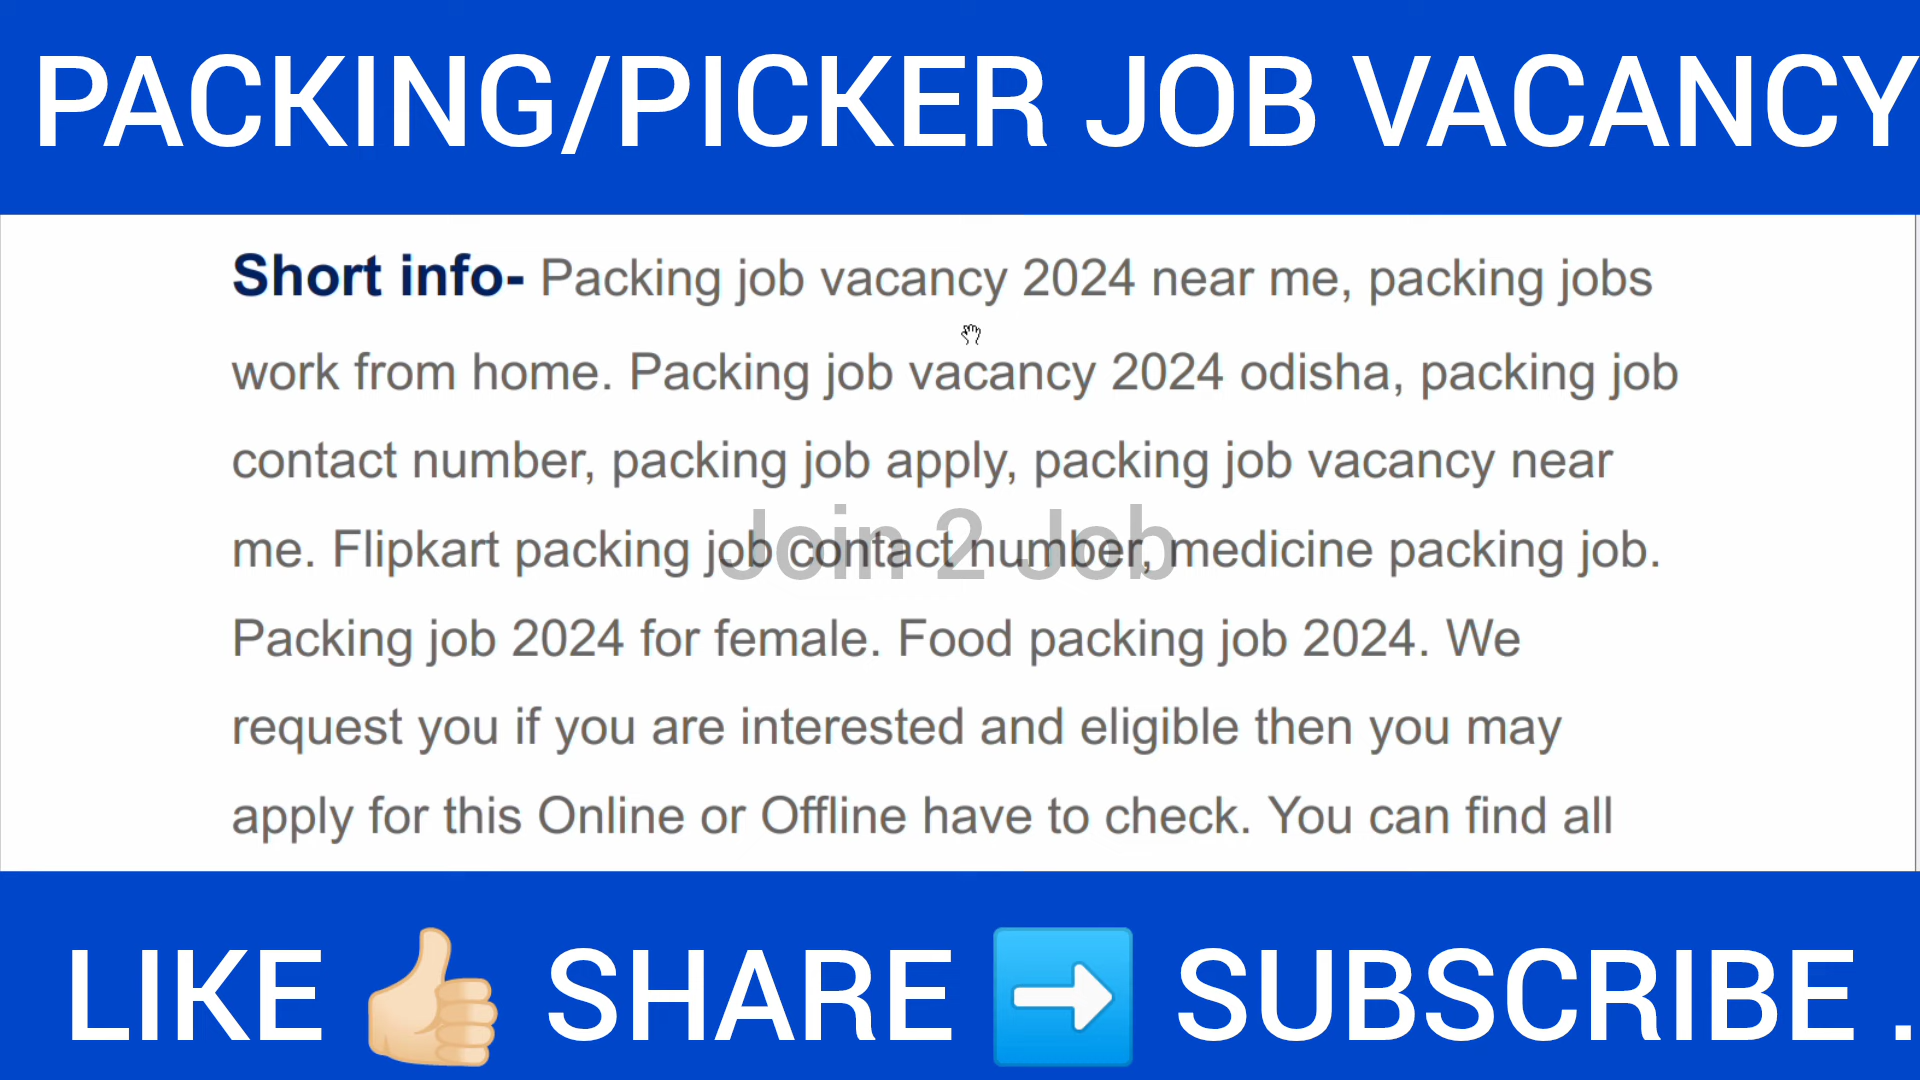 PACKING/PICKER JOB VACANCY
Short info- Packing job vacancy 2024 near me, packing jobs
work from home. Packing job vacancy 2024 odisha, packing job
contact number, packing job apply, packing job vacancy near
me. Flipkart packing job contact number, medicine packing job.
Join 2 Job
Packing job 2024 for female. Food packing job 2024. We
request you if you are interested and eligible then you may
apply for this Online or Offline have to check. You can find all
LIKE 👍🏻 SHARE ➡️ SUBSCRIBE .